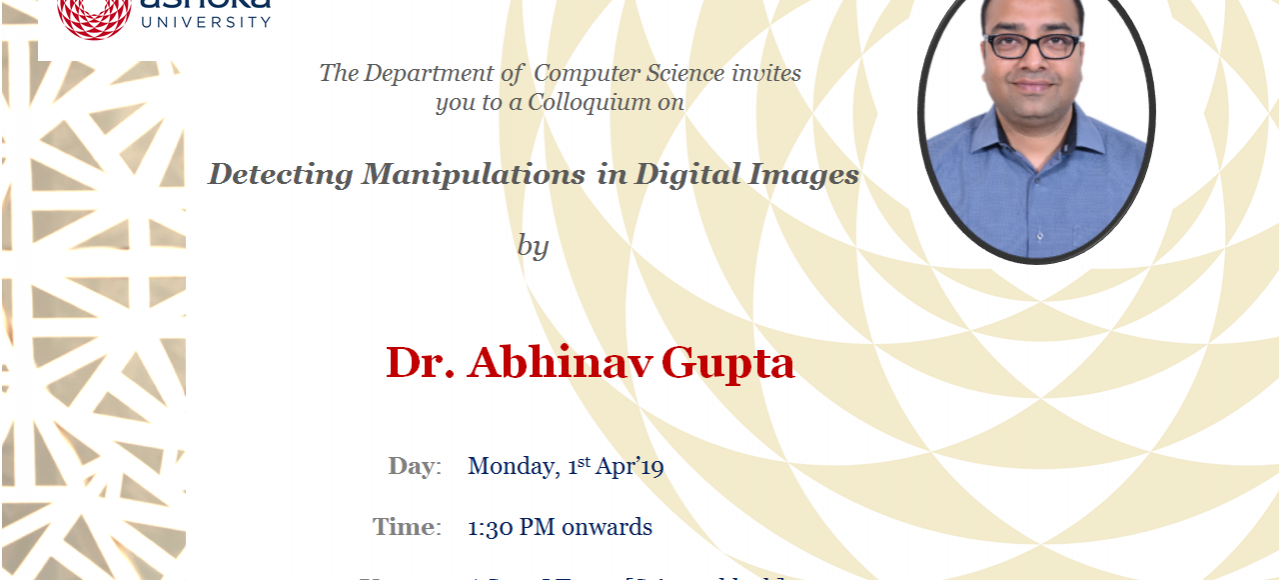 ashoka
UNIVERSITY
The Department of Computer Science invites
you to a Colloquium on
Detecting Manipulations in Digital Images
by
Dr. Abhinav Gupta
Day: Monday, 1st Apr'19
Time: 1:30 PM onwards